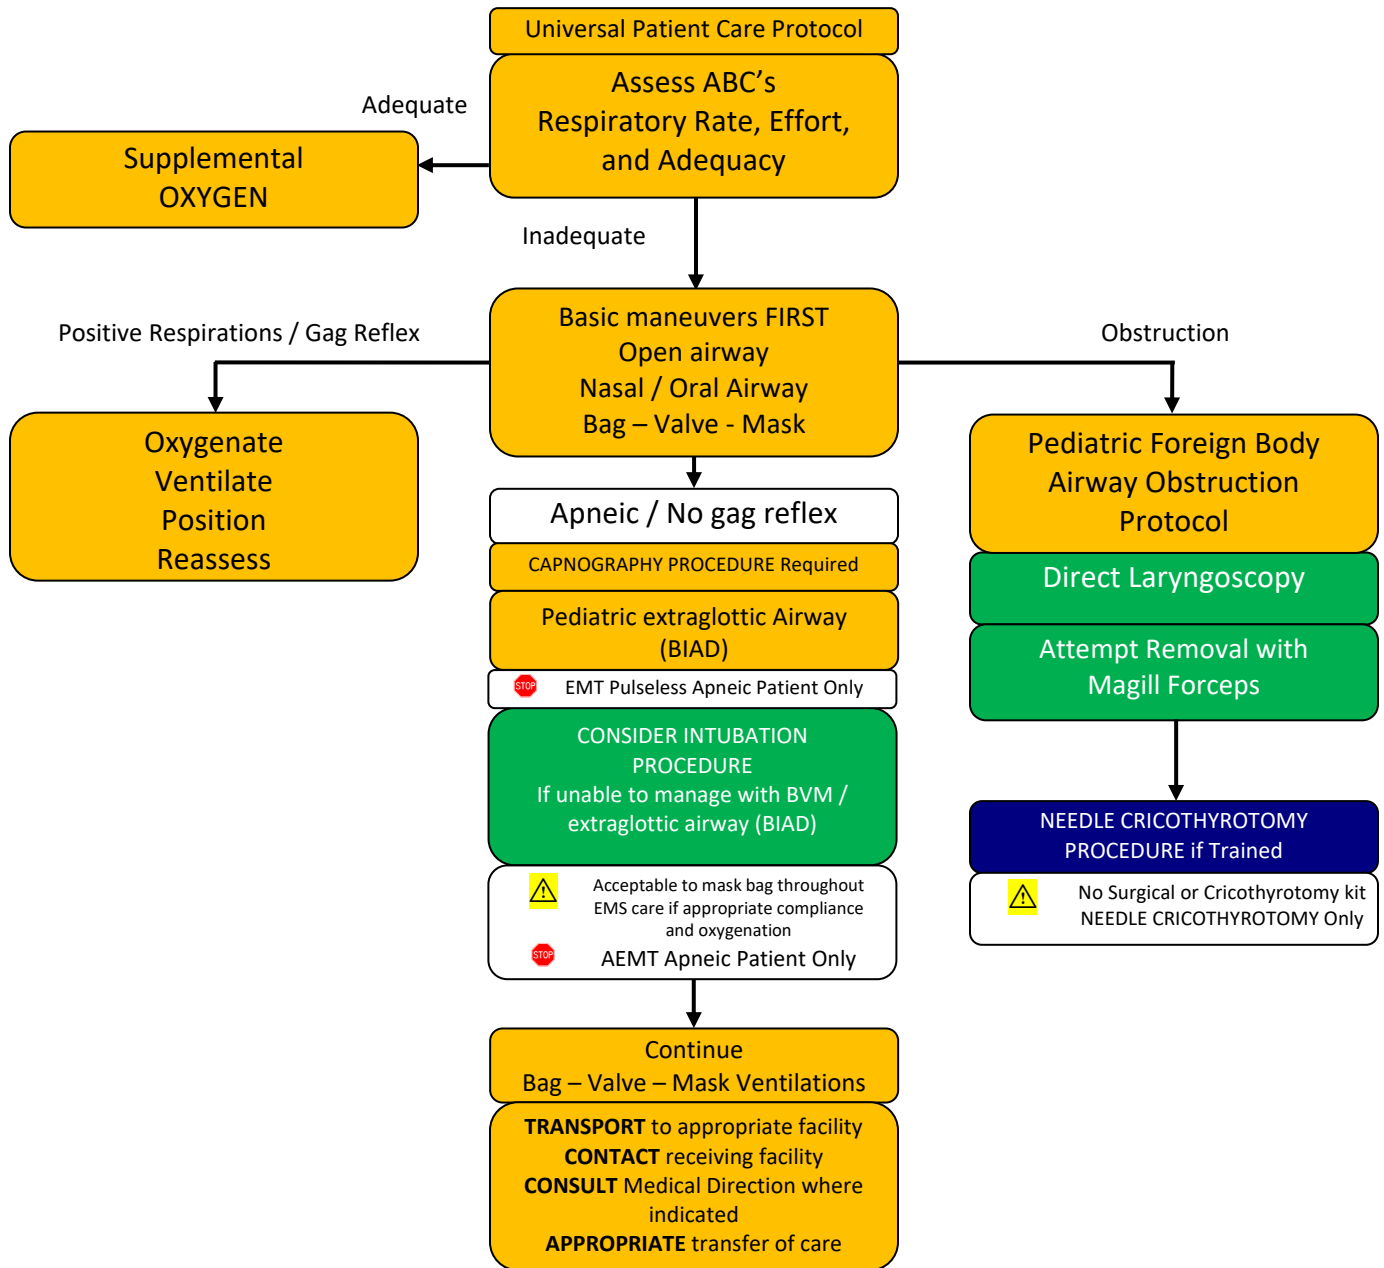 Universal Patient Care Protocol
Assess ABC’s
Respiratory Rate, Effort,
and Adequacy
Adequate
Supplemental
OXYGEN
Inadequate
Basic maneuvers FIRST
Open airway
Nasal / Oral Airway
Bag – Valve - Mask
Positive Respirations / Gag Reflex
Oxygenate
Ventilate
Position
Reassess
Obstruction
Pediatric Foreign Body
Airway Obstruction
Protocol
Direct Laryngoscopy
Attempt Removal with
Magill Forceps
NEEDLE CRICOTHYROTOMY
PROCEDURE if Trained
No Surgical or Cricothyrotomy kit
NEEDLE CRICOTHYROTOMY Only
Apneic / No gag reflex
CAPNOGRAPHY PROCEDURE Required
Pediatric extraglottic Airway
(BIAD)
STOP
EMT Pulseless Apneic Patient Only
CONSIDER INTUBATION
PROCEDURE
If unable to manage with BVM /
extraglottic airway (BIAD)
Acceptable to mask bag throughout
EMS care if appropriate compliance
and oxygenation
STOP
AEMT Apneic Patient Only
Continue
Bag – Valve – Mask Ventilations
TRANSPORT to appropriate facility
CONTACT receiving facility
CONSULT Medical Direction where
indicated
APPROPRIATE transfer of care